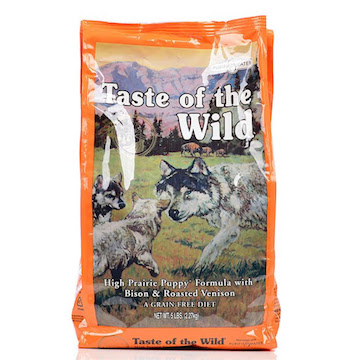 Taste of the
Wild
High Prairie Puppy Formula with
Bison & Roasted Venison
A GRAIN-FREE DIET
NET WT. 5 LBS. (2.27kg)
Taste of the Wild